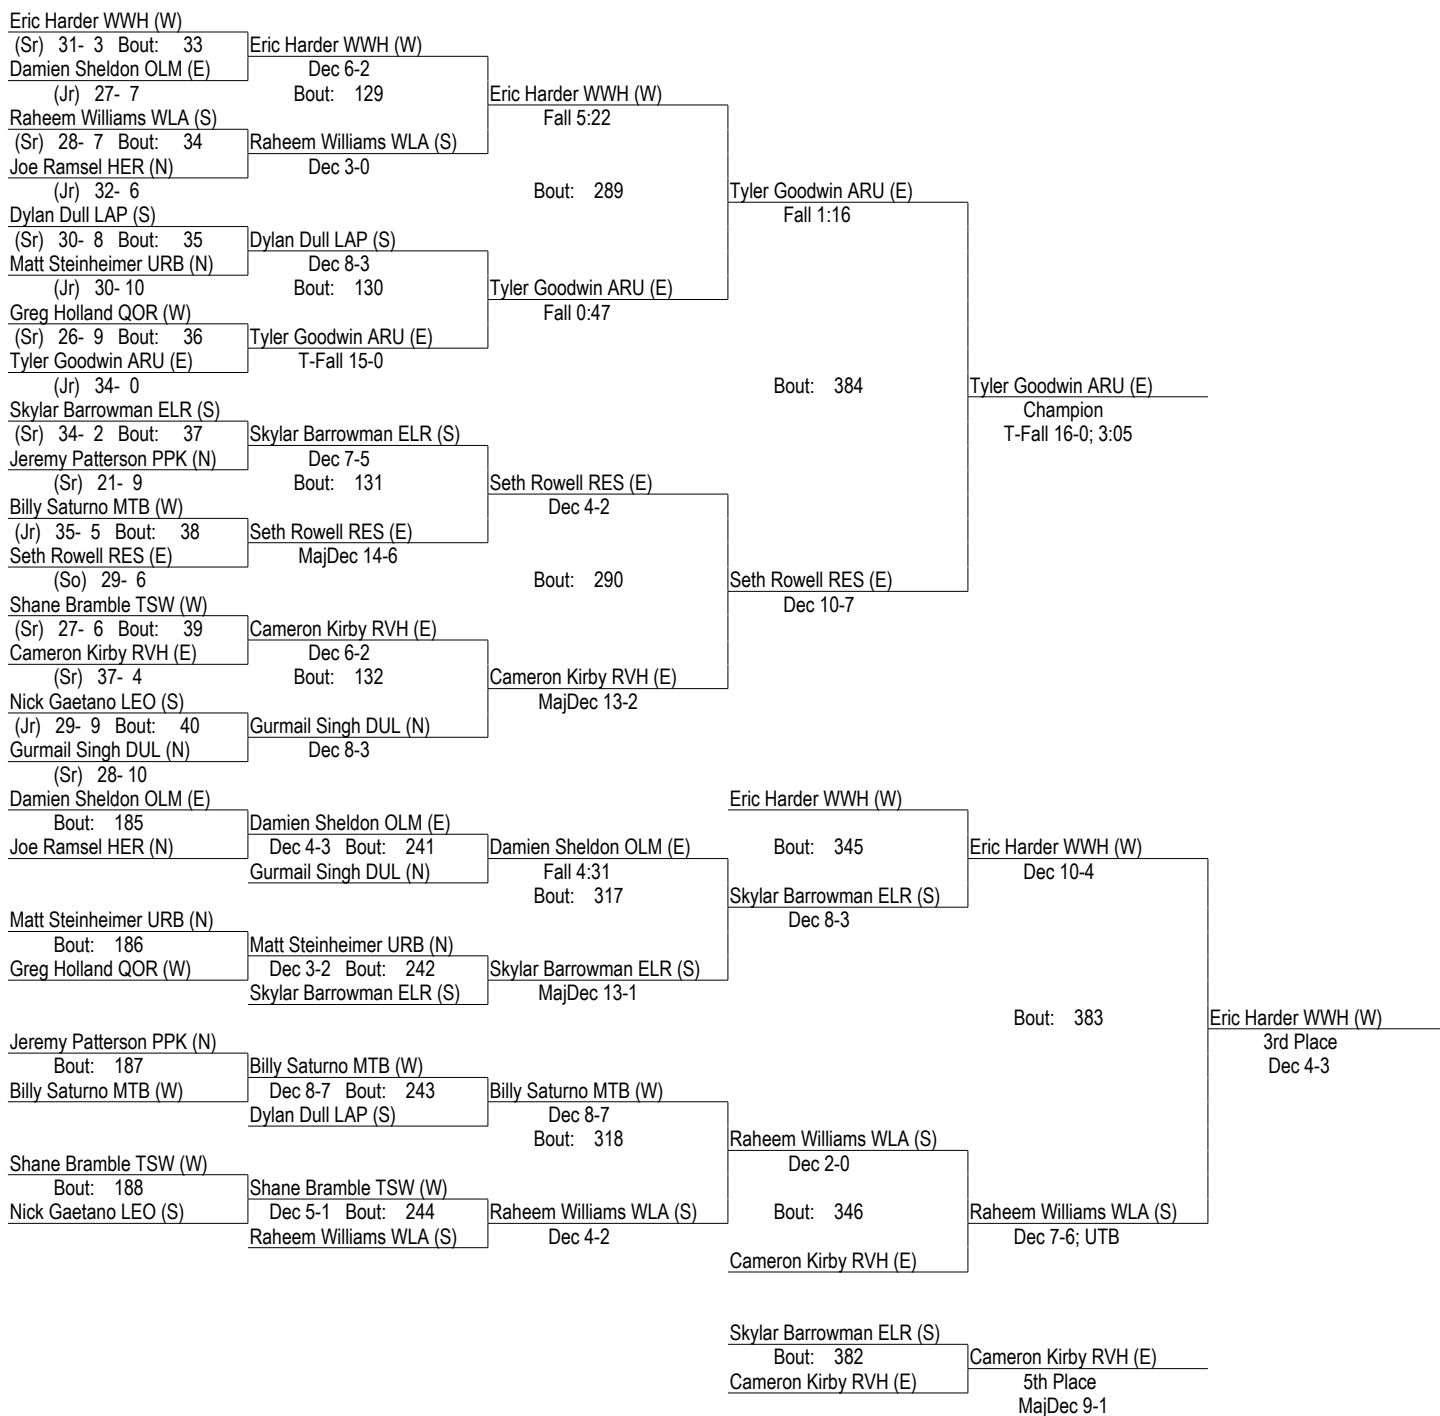 Eric Harder WWH (W)
(Sr) 31- 3 Bout: 33
Eric Harder WWH (W)
Damien Sheldon OLM (E)
Dec 6-2
(Jr) 27- 7
Bout: 129
Eric Harder WWH (W)
Raheem Williams WLA (S)
Fall 5:22
(Sr) 28- 7 Bout: 34
Raheem Williams WLA (S)
Joe Ramsel HER (N)
Dec 3-0
(Jr) 32- 6
Bout: 289
Tyler Goodwin ARU (E)
Dylan Dull LAP (S)
Fall 1:16
(Sr) 30- 8 Bout: 35
Dylan Dull LAP (S)
Matt Steinheimer URB (N)
Dec 8-3
(Jr) 30- 10
Bout: 130
Tyler Goodwin ARU (E)
Greg Holland QOR (W)
Fall 0:47
(Sr) 26- 9 Bout: 36
Tyler Goodwin ARU (E)
Tyler Goodwin ARU (E)
T-Fall 15-0
(Jr) 34- 0
Bout: 384
Tyler Goodwin ARU (E)
Skylar Barrowman ELR (S)
Champion
(Sr) 34- 2 Bout: 37
Skylar Barrowman ELR (S)
T-Fall 16-0; 3:05
Jeremy Patterson PPK (N)
Dec 7-5
(Sr) 21- 9
Bout: 131
Seth Rowell RES (E)
Billy Saturno MTB (W)
Dec 4-2
(Jr) 35- 5 Bout: 38
Seth Rowell RES (E)
Seth Rowell RES (E)
MajDec 14-6
(So) 29- 6
Bout: 290
Seth Rowell RES (E)
Shane Bramble TSW (W)
Dec 10-7
(Sr) 27- 6 Bout: 39
Cameron Kirby RVH (E)
Cameron Kirby RVH (E)
Dec 6-2
(Sr) 37- 4
Bout: 132
Cameron Kirby RVH (E)
Nick Gaetano LEO (S)
MajDec 13-2
(Jr) 29- 9 Bout: 40
Gurmail Singh DUL (N)
Gurmail Singh DUL (N)
Dec 8-3
(Sr) 28- 10
Damien Sheldon OLM (E)
Eric Harder WWH (W)
Bout: 185
Damien Sheldon OLM (E)
Joe Ramsel HER (N)
Dec 4-3 Bout: 241
Damien Sheldon OLM (E)
Bout: 345
Eric Harder WWH (W)
Gurmail Singh DUL (N)
Fall 4:31
Dec 10-4
Bout: 317
Skylar Barrowman ELR (S)
Matt Steinheimer URB (N)
Dec 8-3
Bout: 186
Matt Steinheimer URB (N)
Greg Holland QOR (W)
Dec 3-2 Bout: 242
Skylar Barrowman ELR (S)
Skylar Barrowman ELR (S)
MajDec 13-1
Bout: 383
Eric Harder WWH (W)
Jeremy Patterson PPK (N)
3rd Place
Bout: 187
Billy Saturno MTB (W)
Dec 4-3
Billy Saturno MTB (W)
Dec 8-7 Bout: 243
Billy Saturno MTB (W)
Dylan Dull LAP (S)
Dec 8-7
Bout: 318
Raheem Williams WLA (S)
Shane Bramble TSW (W)
Dec 2-0
Bout: 188
Shane Bramble TSW (W)
Nick Gaetano LEO (S)
Dec 5-1 Bout: 244
Raheem Williams WLA (S)
Bout: 346
Raheem Williams WLA (S)
Raheem Williams WLA (S)
Dec 4-2
Dec 7-6; UTB
Cameron Kirby RVH (E)
Skylar Barrowman ELR (S)
Bout: 382
Cameron Kirby RVH (E)
Cameron Kirby RVH (E)
5th Place
MajDec 9-1